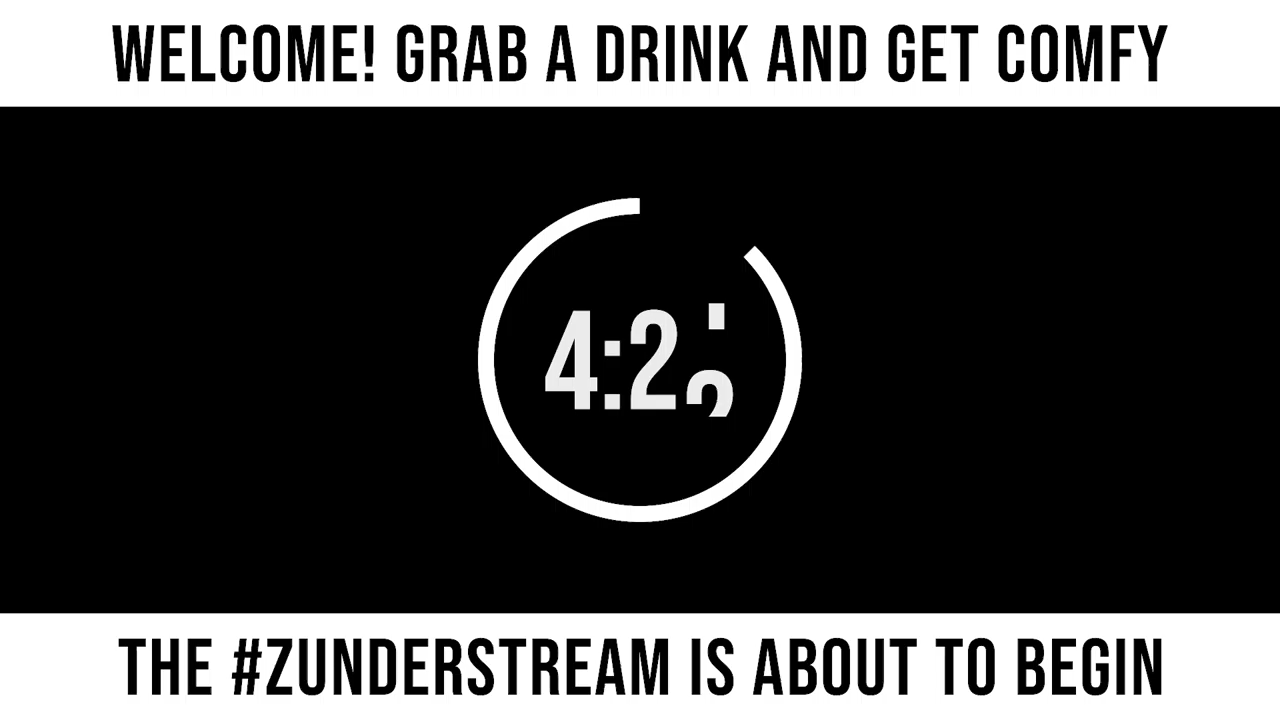 WELCOME! GRAB A DRINK AND GET COMFY
4:2
THE #ZUNDERSTREAM IS ABOUT TO BEGIN